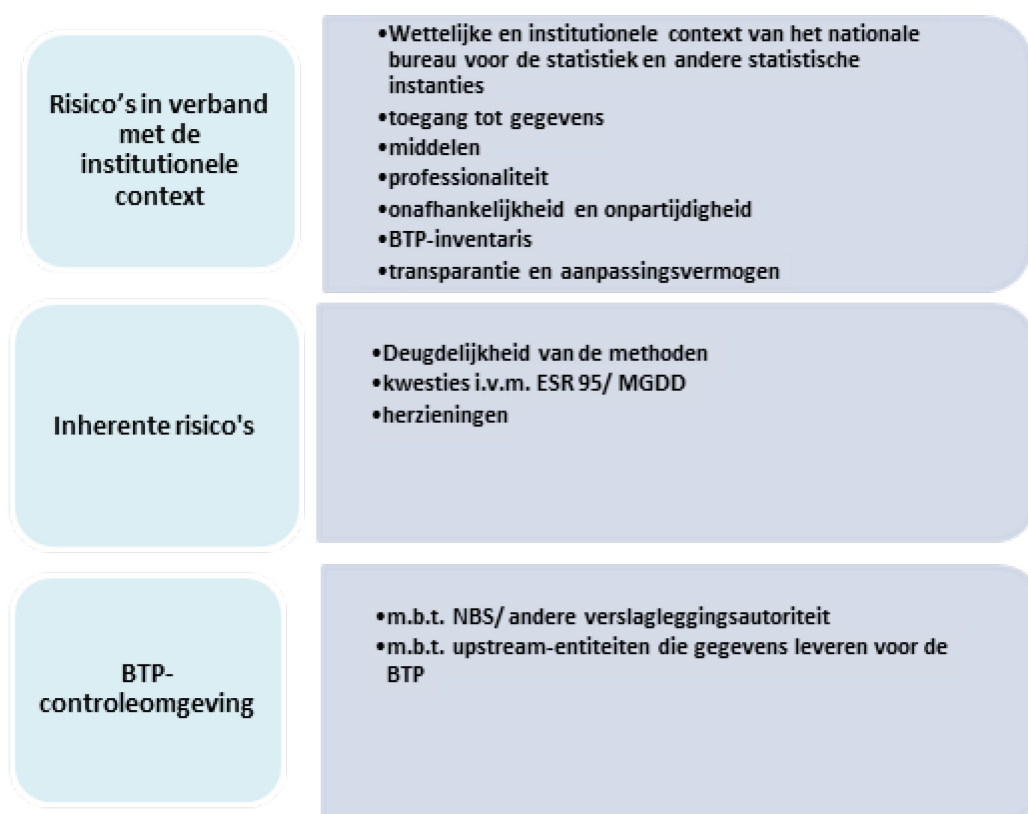 Risico's in verband
met de
institutionele
context
•Wettelijke en institutionele context van het nationale
bureau voor de statistiek en andere statistische
instanties
•toegang tot gegevens
•middelen
•professionaliteit
•onafhankelijkheid en onpartijdigheid
•BTP-inventaris
•transparantie en aanpassingsvermogen
Inherente risico's
•Deugdelijkheid van de methoden
•kwesties i.v.m. ESR 95/ MGDD
•herzieningen
BTP-
controleomgeving
•m.b.t. NBS/ andere verslagleggingsautoriteit
•m.b.t. upstream-entiteiten die gegevens leveren voor de
BTP